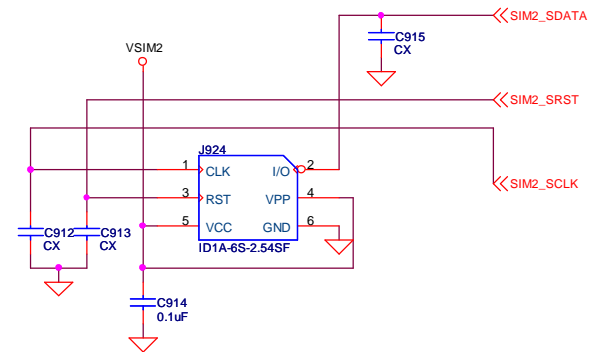 SIM2_SDATA
C915
CX
VSIM2
SIM2_SRST
J924
1 CLK I/O 2
SIM2_SCLK
3 RST VPP 4
5 VCC GND 6
C912 C913
CX CX
ID1A-6S-2.54SF
C914
0.1uF